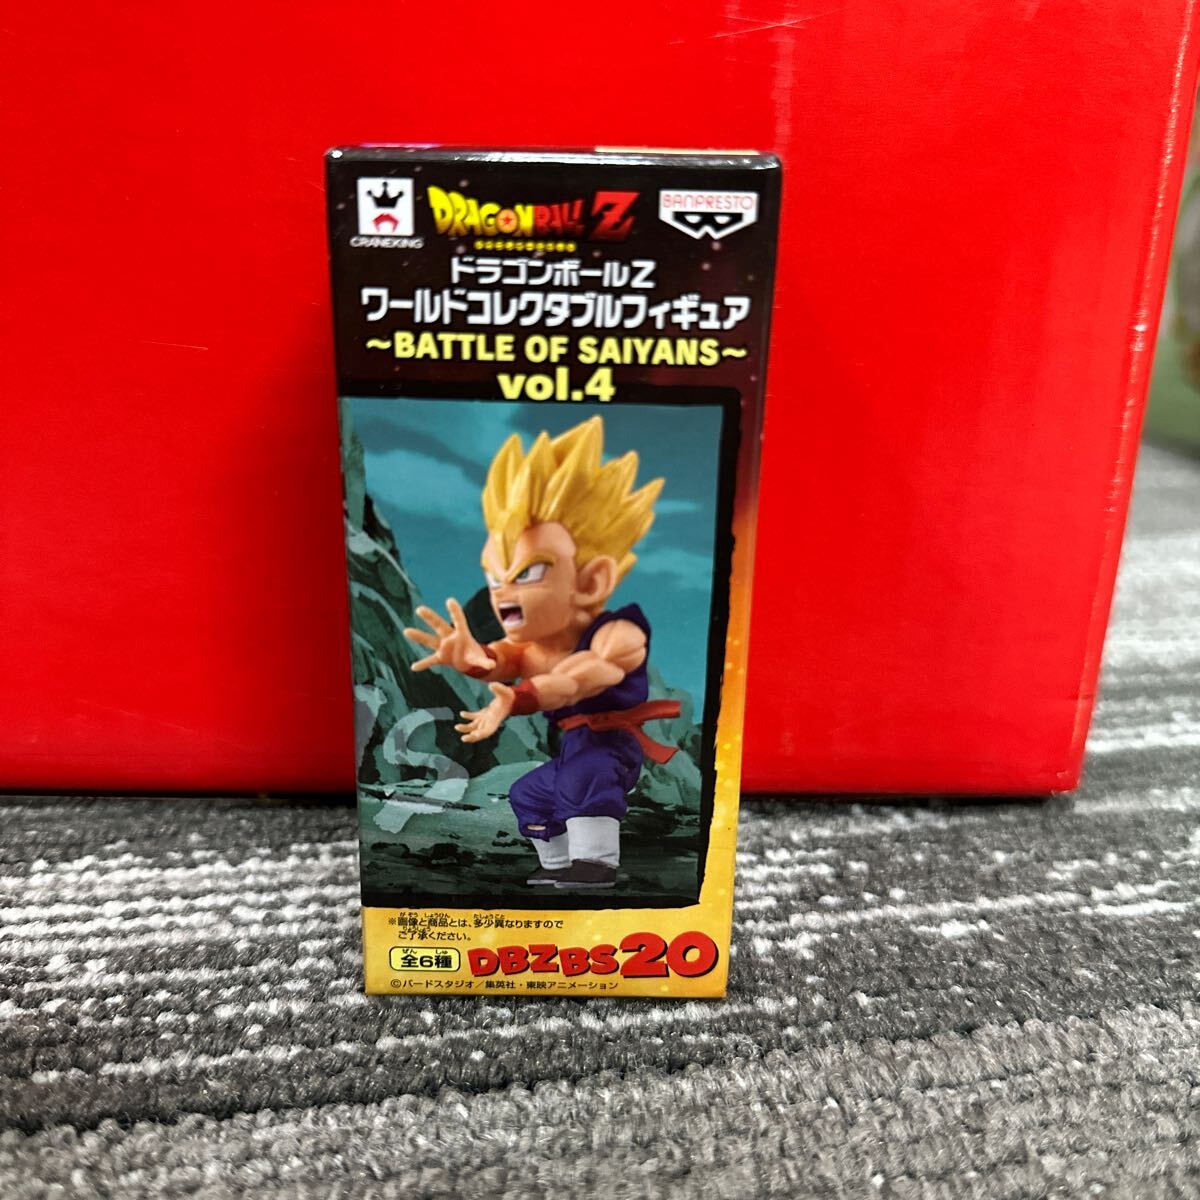 CRANEKING
DRAGONBALL Z
BANPRESTO
ドラゴンボールZ
ワールドコレクタブルフィギュア
~BATTLE OF SAIYANS~
vol.4
VS
※画像と商品とは、多少異なりますので
ご了承ください。
全6種
DBZBS20
©バードスタジオ／集英社・東映アニメーション